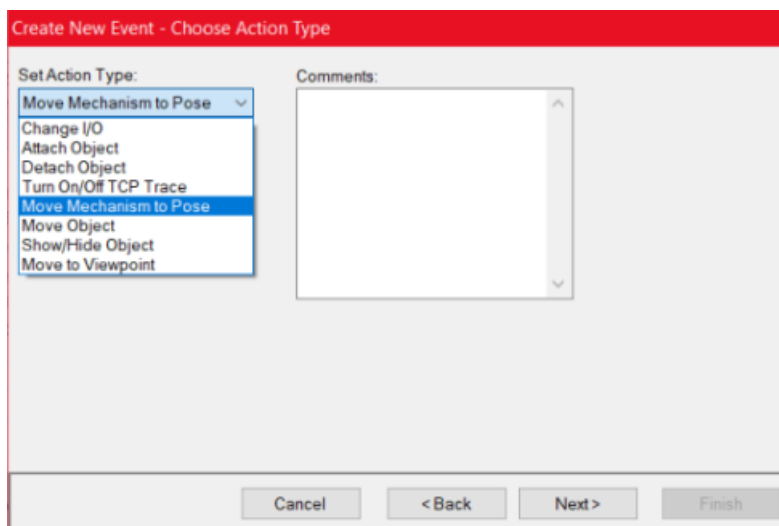 Create New Event - Choose Action Type
Set Action Type:
Comments:
Move Mechanism to Pose
Change I/O
Attach Object
Detach Object
Turn On/Off TCP Trace
Move Mechanism to Pose
Move Object
Show/Hide Object
Move to Viewpoint
Cancel
< Back
Next >
Finish